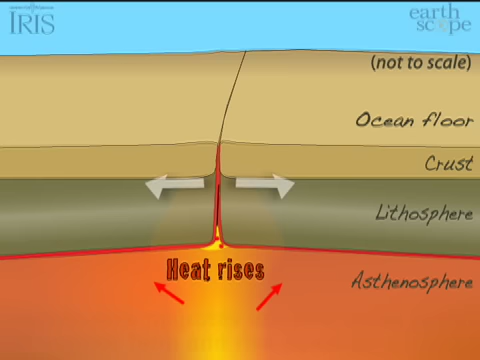 IRIS
earth
scope
(not to scale)
Ocean floor
Crust
Lithosphere
Heat rises
Asthenosphere